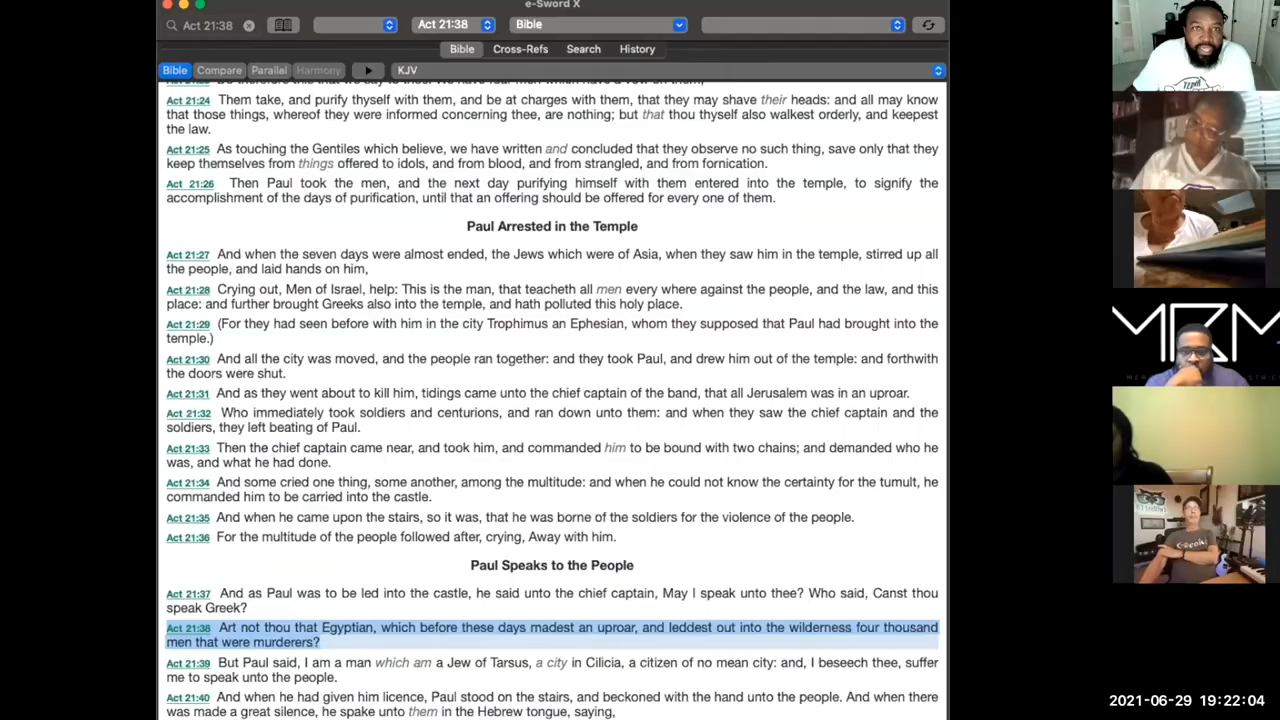 e-Sword X
Act 21:38
Act 21:38
Bible
Bible Cross-Refs Search History
Bible Compare Parallel Harmony
KJV
Act 21:24 Them take, and purify thyself with them, and be at charges with them, that they may shave their heads: and all may know
that those things, whereof they were informed concerning thee, are nothing; but that thou thyself also walkest orderly, and keepest
the law.
Act 21:25 As touching the Gentiles which believe, we have written and concluded that they observe no such thing, save only that they
keep themselves from things offered to idols, and from blood, and from strangled, and from fornication.
Act 21:26 Then Paul took the men, and the next day purifying himself with them entered into the temple, to signify the
accomplishment of the days of purification, until that an offering should be offered for every one of them.
Paul Arrested in the Temple
Act 21:27 And when the seven days were almost ended, the Jews which were of Asia, when they saw him in the temple, stirred up all
the people, and laid hands on him,
Act 21:28 Crying out, Men of Israel, help: This is the man, that teacheth all men every where against the people, and the law, and this
place: and further brought Greeks also into the temple, and hath polluted this holy place.
Act 21:29 (For they had seen before with him in the city Trophimus an Ephesian, whom they supposed that Paul had brought into the
temple.)
Act 21:30 And all the city was moved, and the people ran together: and they took Paul, and drew him out of the temple: and forthwith
the doors were shut.
Act 21:31 And as they went about to kill him, tidings came unto the chief captain of the band, that all Jerusalem was in an uproar.
Act 21:32 Who immediately took soldiers and centurions, and ran down unto them: and when they saw the chief captain and the
soldiers, they left beating of Paul.
Act 21:33 Then the chief captain came near, and took him, and commanded him to be bound with two chains; and demanded who he
was, and what he had done.
Act 21:34 And some cried one thing, some another, among the multitude: and when he could not know the certainty for the tumult, he
commanded him to be carried into the castle.
Act 21:35 And when he came upon the stairs, so it was, that he was borne of the soldiers for the violence of the people.
Act 21:36 For the multitude of the people followed after, crying, Away with him.
Paul Speaks to the People
Act 21:37 And as Paul was to be led into the castle, he said unto the chief captain, May I speak unto thee? Who said, Canst thou
speak Greek?
Act 21:38 Art not thou that Egyptian, which before these days madest an uproar, and leddest out into the wilderness four thousand
men that were murderers?
Act 21:39 But Paul said, I am a man which am a Jew of Tarsus, a city in Cilicia, a citizen of no mean city: and, I beseech thee, suffer
me to speak unto the people.
Act 21:40 And when he had given him licence, Paul stood on the stairs, and beckoned with the hand unto the people. And when there
was made a great silence, he spake unto them in the Hebrew tongue, saying,
MRM
2021-06-29 19:22:04